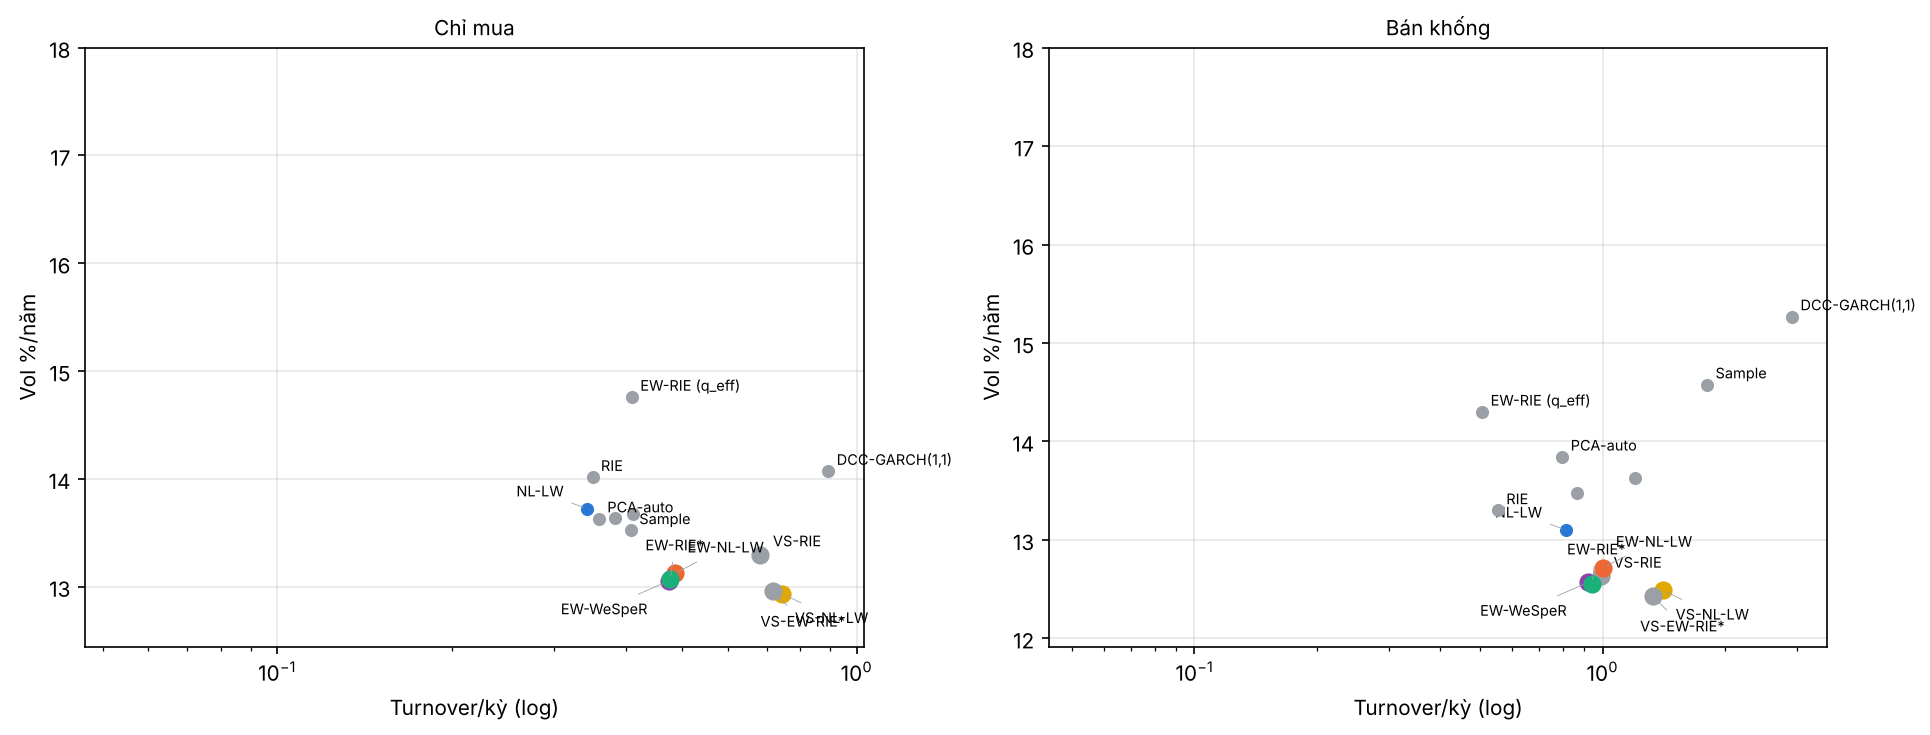 Chỉ mua
18
17
16
15
14
13
Vol %/năm
EW-RIE (q_eff)
DCC-GARCH(1,1)
RIE
NL-LW
PCA-auto
Sample
EW-RIE*
EW-NL-LW
VS-RIE
EW-WeSpeR
VS-NL-LW
VS-EW-RIE*
10⁻¹
10⁰
Turnover/kỳ (log)
Bán khống
18
17
16
15
14
13
12
Vol %/năm
DCC-GARCH(1,1)
Sample
EW-RIE (q_eff)
PCA-auto
RIE
NL-LW
EW-NL-LW
EW-RIE*
VS-RIE
EW-WeSpeR
VS-NL-LW
VS-EW-RIE*
10⁻¹
10⁰
Turnover/kỳ (log)